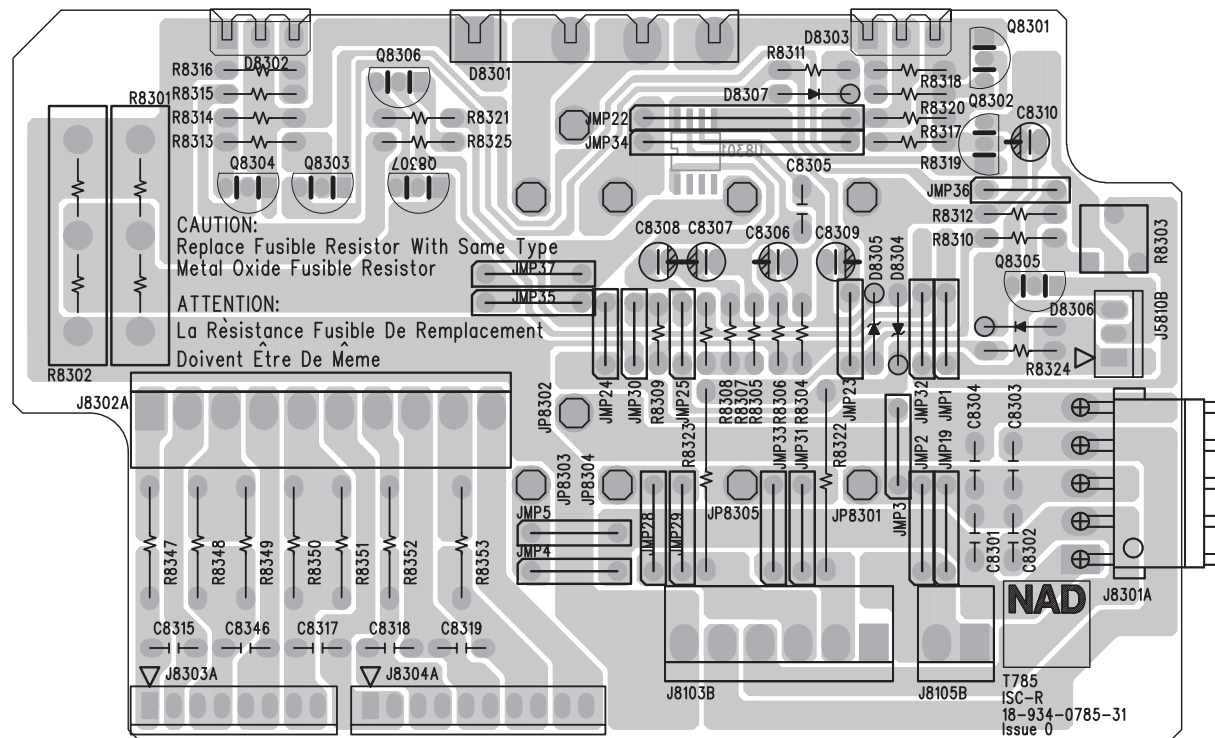 Q8301
D8303
R8311
Q8306
D8301
D8302
R8316
R8318
R8315
D8307
R8301
R8320
Q8302
C8310
R8314
R8321
JMP22
R8317
R8313
R8325
JMP34
U8301
R8319
Q8304
Q8303
Q8307
C8305
JMP36
R8312
R8310
R8303
CAUTION:
Replace Fusible Resistor With Same Type
Metal Oxide Fusible Resistor
C8308
C8307
C8306
C8309
D8305
D8304
Q8305
JMP37
JMP35
D8306
J5810B
ATTENTION:
La Rèsistance Fusible De Remplacement
Doivent Être De Même
R8302
R8324
J8302A
JP8302
JMP24
JMP30
R8309
JMP25
R8308
R8307
R8305
R8306
R8304
JMP23
JMP32
JMP1
C8304
C8303
R8323
JMP33
JMP31
R8322
JMP2
JMP19
JP8303
JP8304
JP8305
JP8301
JMP3
JMP5
JMP4
JMP28
JMP29
R8347
R8348
R8349
R8350
R8351
R8352
R8353
C8301
C8302
J8301A
NAD
C8315
C8346
C8317
C8318
C8319
J8303A
J8304A
J8103B
J8105B
T785
ISC-R
18-934-0785-31
Issue 0